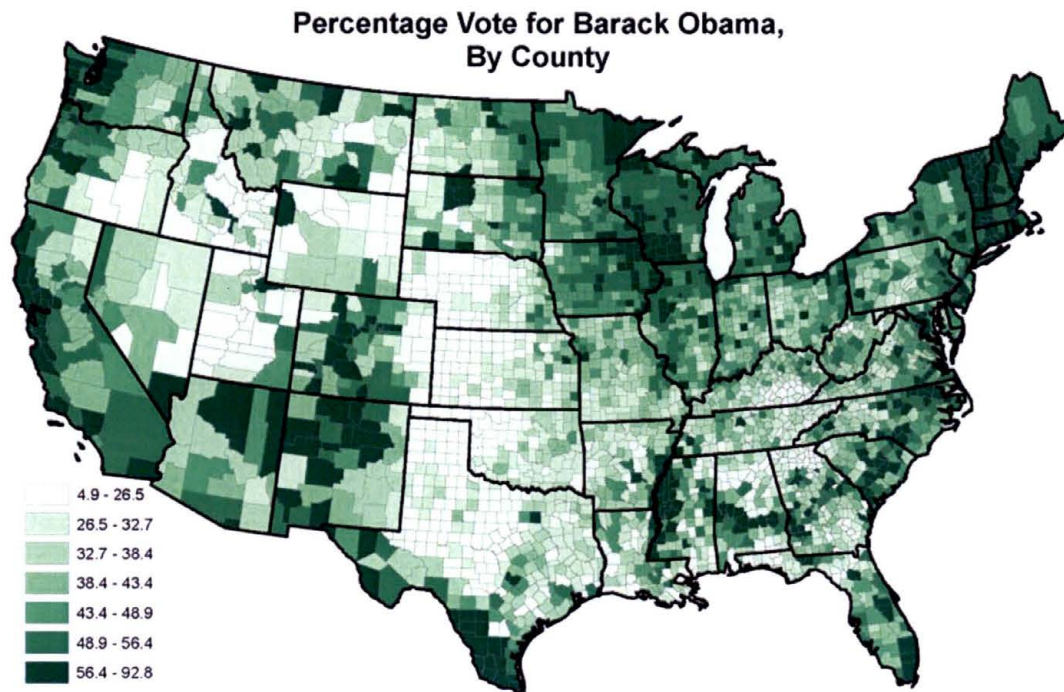 Percentage Vote for Barack Obama,
By County
4.9 - 26.5
26.5 - 32.7
32.7 - 38.4
38.4 - 43.4
43.4 - 48.9
48.9 - 56.4
56.4 - 92.8